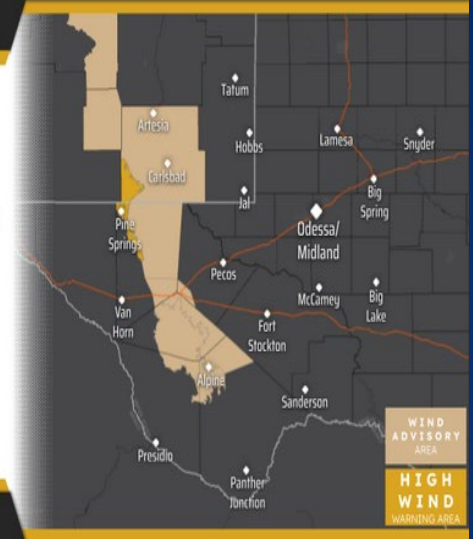 Tatum
Artesia
Hobbs
Lamesa
Snyder
Carlsbad
Jal
Big
Spring
Pine
Springs
Odessa/
Midland
Pecos
Van
Horn
McCamey
Big
Lake
Fort
Stockton
Alpine
Sanderson
Presidio
Panther
Junction
WIND
ADVISORY
AREA
HIGH
WIND
WARNING AREA